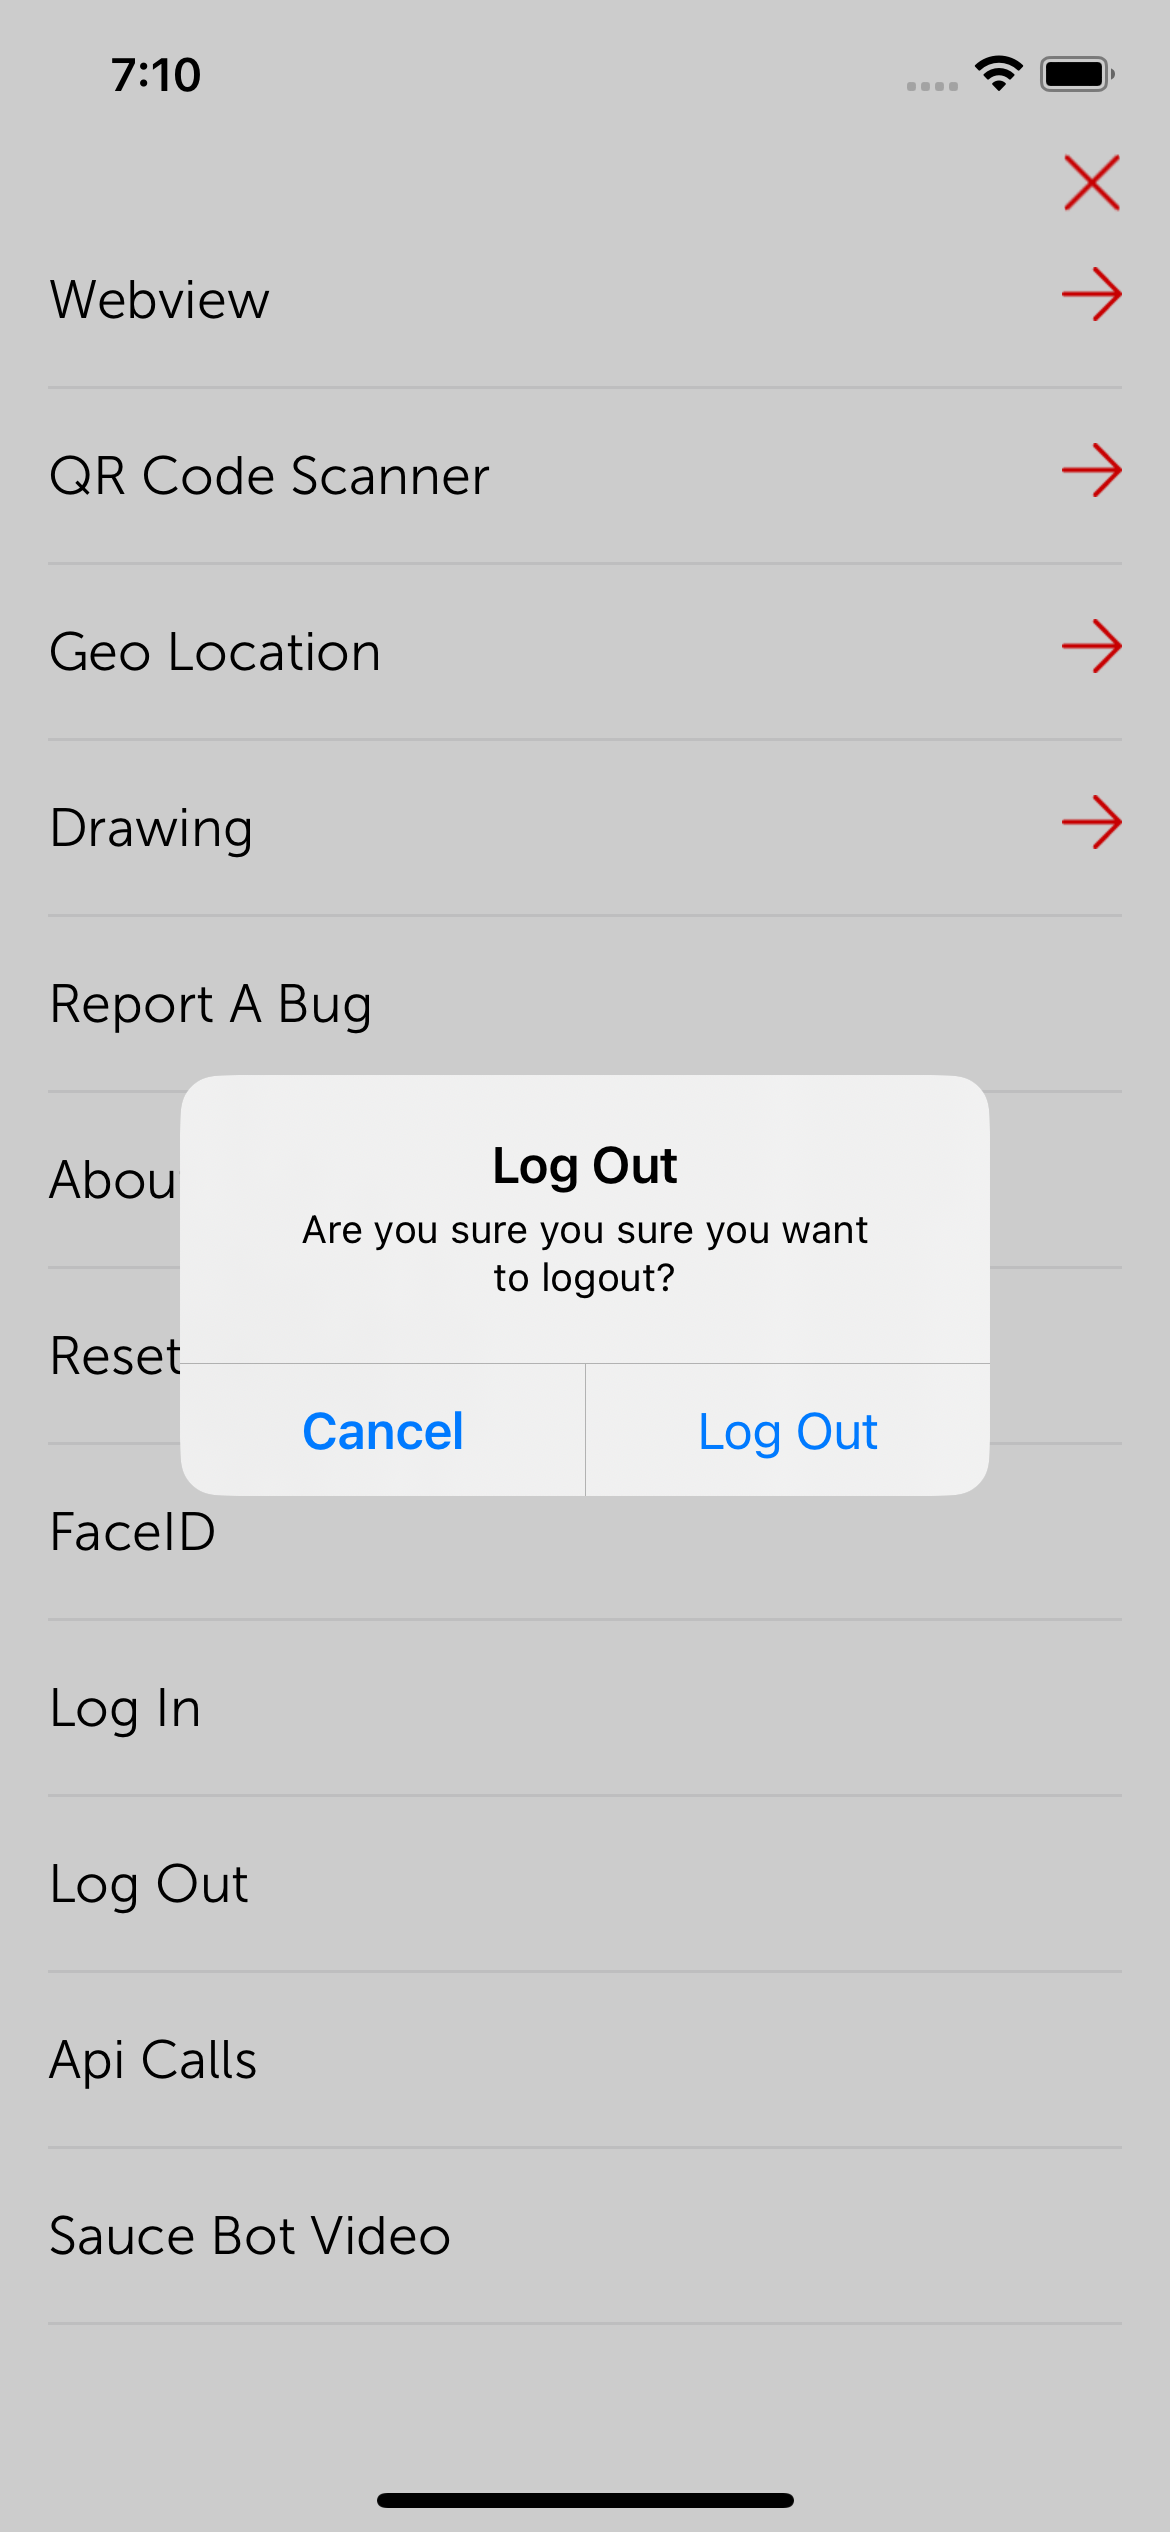 7:10
Webview
QR Code Scanner
Geo Location
Drawing
Report A Bug
Log Out
Are you sure you sure you want
to logout?
Reset
Cancel
Log Out
FaceID
Log In
Log Out
Api Calls
Sauce Bot Video